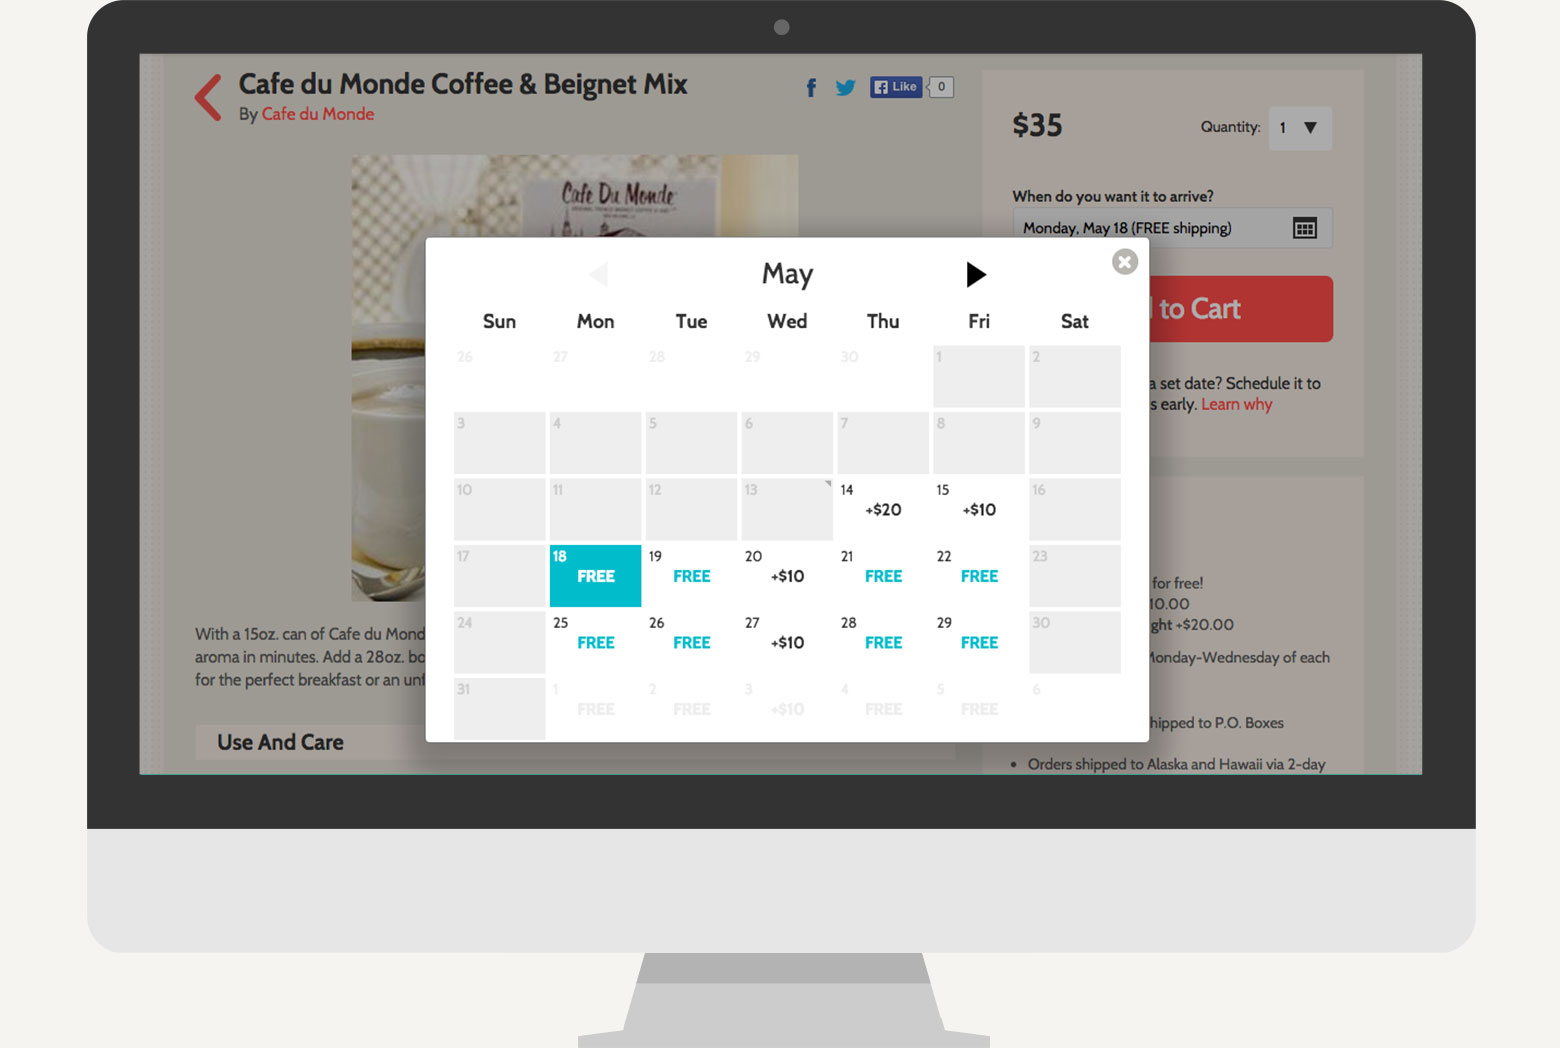 Cafe du Monde Coffee & Beignet Mix
By Cafe du Monde
Like
0
Cafe Du Monde
$35
Quantity:
1
When do you want it to arrive?
Monday, May 18 (FREE shipping)
to Cart
a set date? Schedule it to
s early. Learn why
for free!
10.00
ght +$20.00
Monday-Wednesday of each
hipped to P.O. Boxes
• Orders shipped to Alaska and Hawaii via 2-day
May
Sun Mon Tue Wed Thu Fri Sat
26 27 28 29 30 1 2
3 4 5 6 7 8 9
10 11 12 13 14 15 16
+$20 +$10
17 18 19 20 21 22 23
FREE FREE +$10 FREE FREE
24 25 26 27 28 29 30
FREE FREE +$10 FREE FREE
31 1 2 3 4 5 6
FREE FREE +$10 FREE FREE
With a 15oz. can of Cafe du Mond
aroma in minutes. Add a 28oz. bo
for the perfect breakfast or an unf
Use And Care